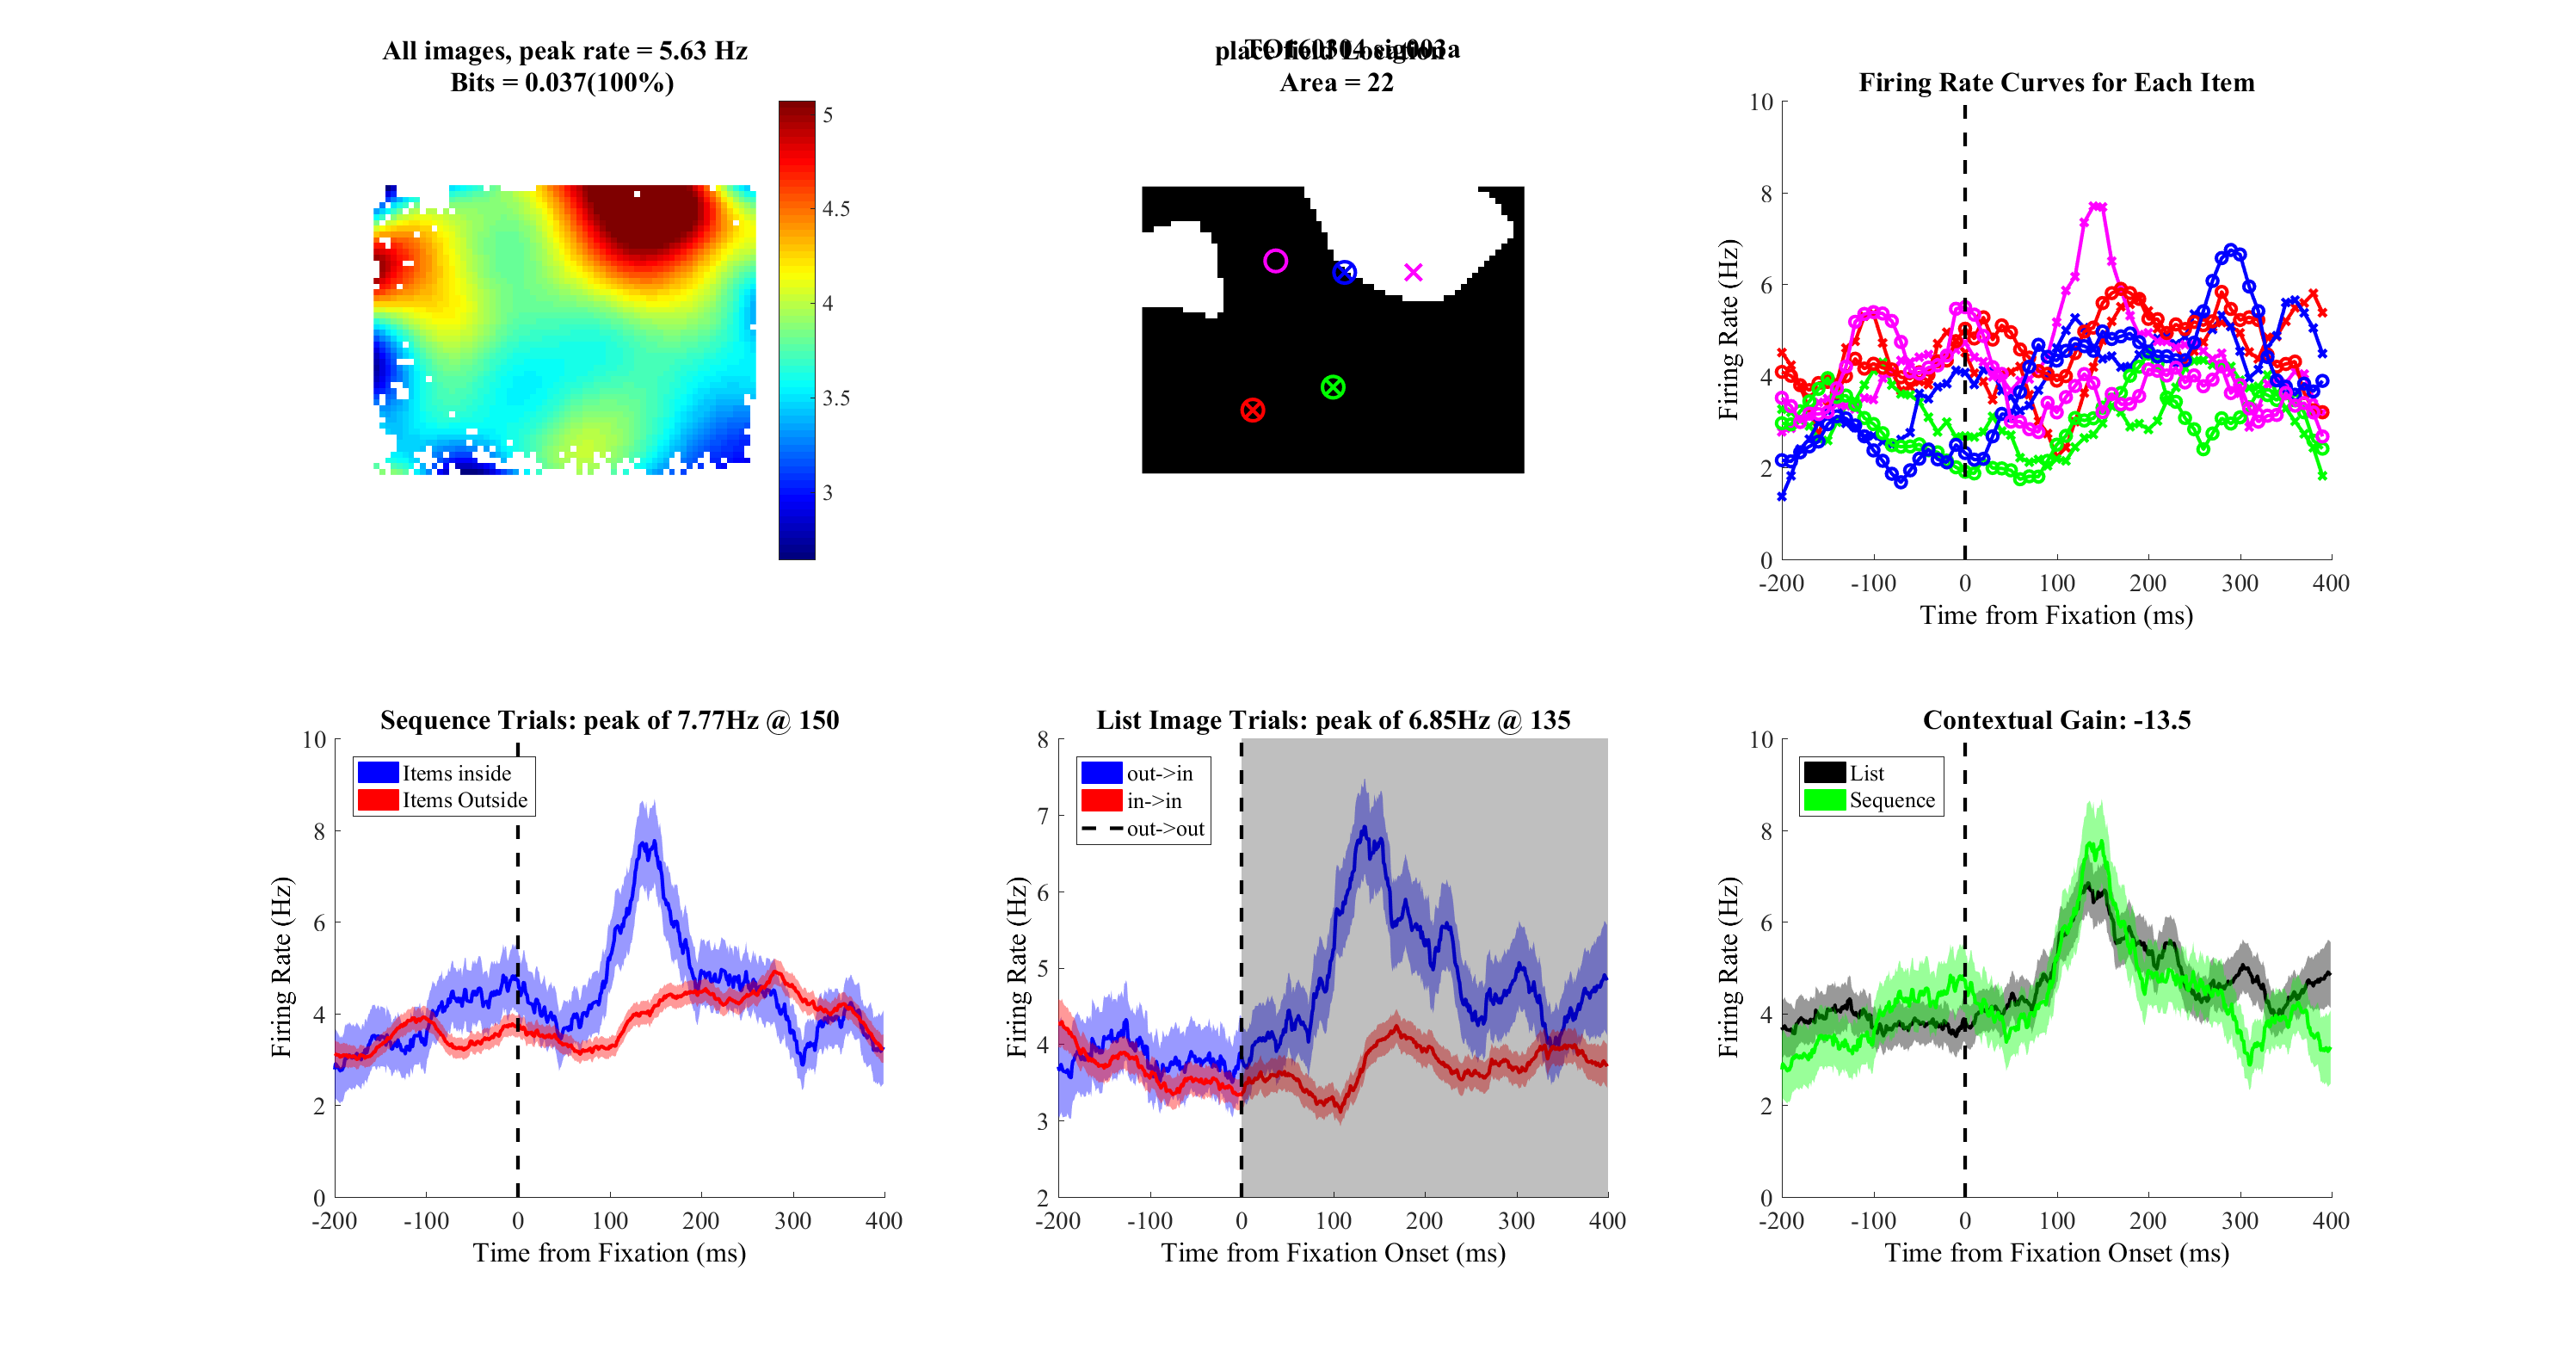 All images, peak rate = 5.63 Hz
Bits = 0.037(100%)
5
4.5
4
3.5
3
place field Location
TO160304 sig003a
Area = 22
Firing Rate Curves for Each Item
10
8
6
4
2
0
Firing Rate (Hz)
-200 -100 0 100 200 300 400
Time from Fixation (ms)
Sequence Trials: peak of 7.77Hz @ 150
Items inside
Items Outside
10
8
6
4
2
0
Firing Rate (Hz)
-200 -100 0 100 200 300 400
Time from Fixation (ms)
List Image Trials: peak of 6.85Hz @ 135
out->in
in->in
out->out
8
7
6
5
4
3
2
Firing Rate (Hz)
-200 -100 0 100 200 300 400
Time from Fixation Onset (ms)
Contextual Gain: -13.5
List
Sequence
10
8
6
4
2
0
Firing Rate (Hz)
-200 -100 0 100 200 300 400
Time from Fixation Onset (ms)